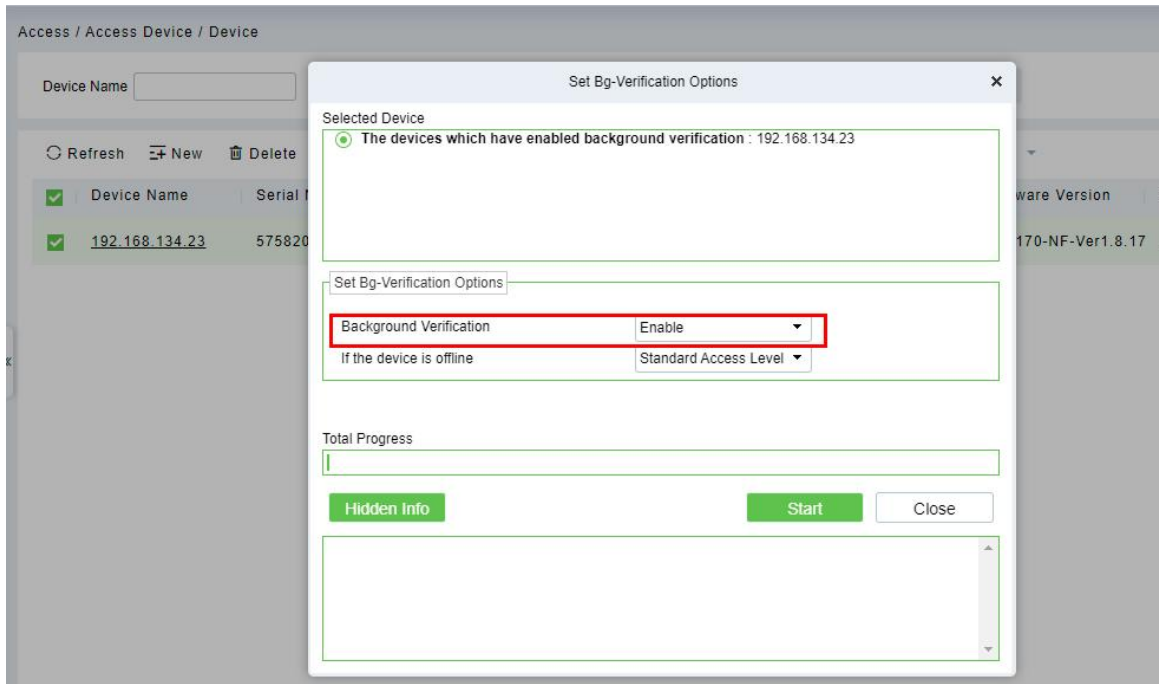 Access / Access Device / Device
Set Bg-Verification Options
Device Name
Selected Device
The devices which have enabled background verification : 192.168.134.23
Refresh New Delete
Device Name Serial ware Version
192.168.134.23 575820 170-NF-Ver1.8.17
Set Bg-Verification Options
Background Verification Enable
If the device is offline Standard Access Level
Total Progress
Hidden Info Start Close